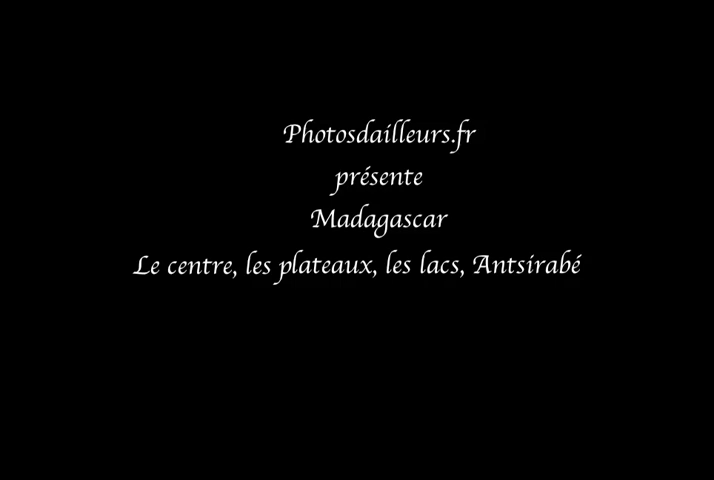 Photosdailleurs.fr
présente
Madagascar
Le centre, les plateaux, les lacs, Antsirabé